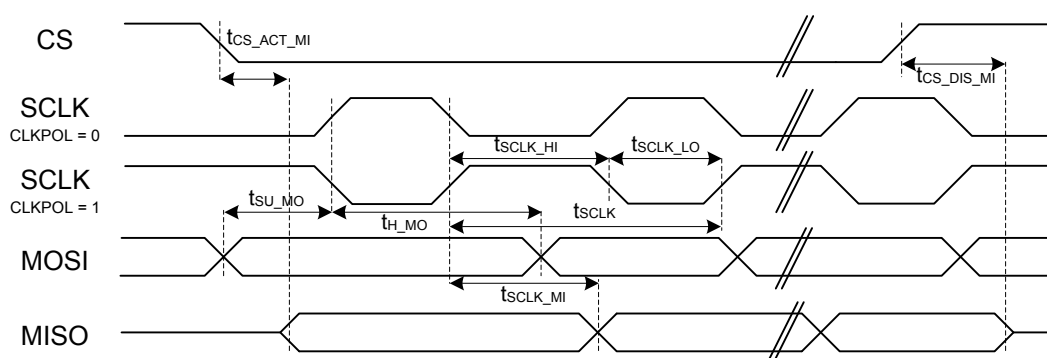 CS
tCS_ACT_MI
tCS_DIS_MI
SCLK
CLKPOL = 0
tSCLK_HI
tSCLK_LO
SCLK
CLKPOL = 1
tSU_MO
tH_MO
tSCLK
MOSI
tSCLK_MI
MISO